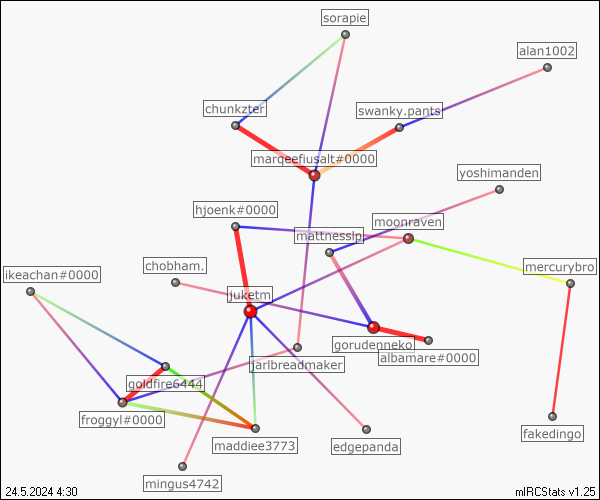 sorapie
alan1002
chunkzter
swanky.pants
marqeefiusalt#0000
yoshimanden
hjoenk#0000
moonraven
mattnesslp
chobham.
mercurybro
ikeachan#0000
juketm
gorudenneko
albamare#0000
jarlbreadmaker
goldfire6444
froggyl#0000
maddiee3773
edgepanda
fakedingo
mingus4742
24.5.2024 4:30
mIRCStats v1.25